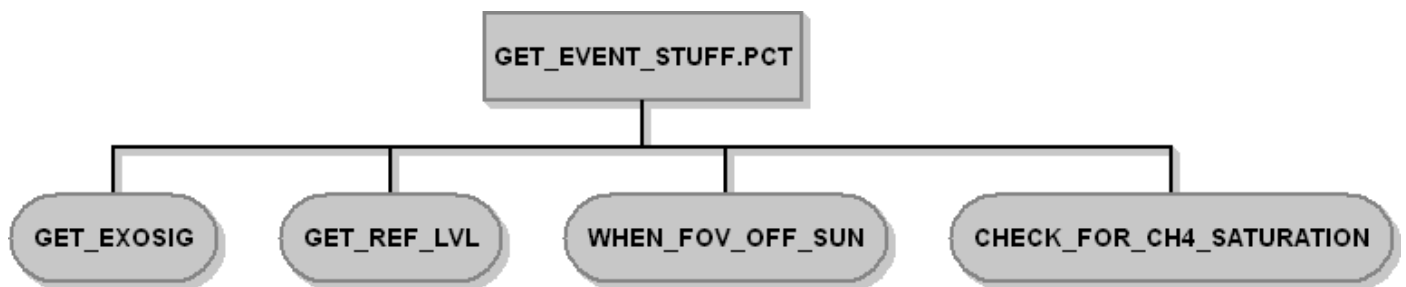 GET_EVENT_STUFF.PCT
GET_EXOSIG
GET_REF_LVL
WHEN_FOV_OFF_SUN
CHECK_FOR_CH4_SATURATION